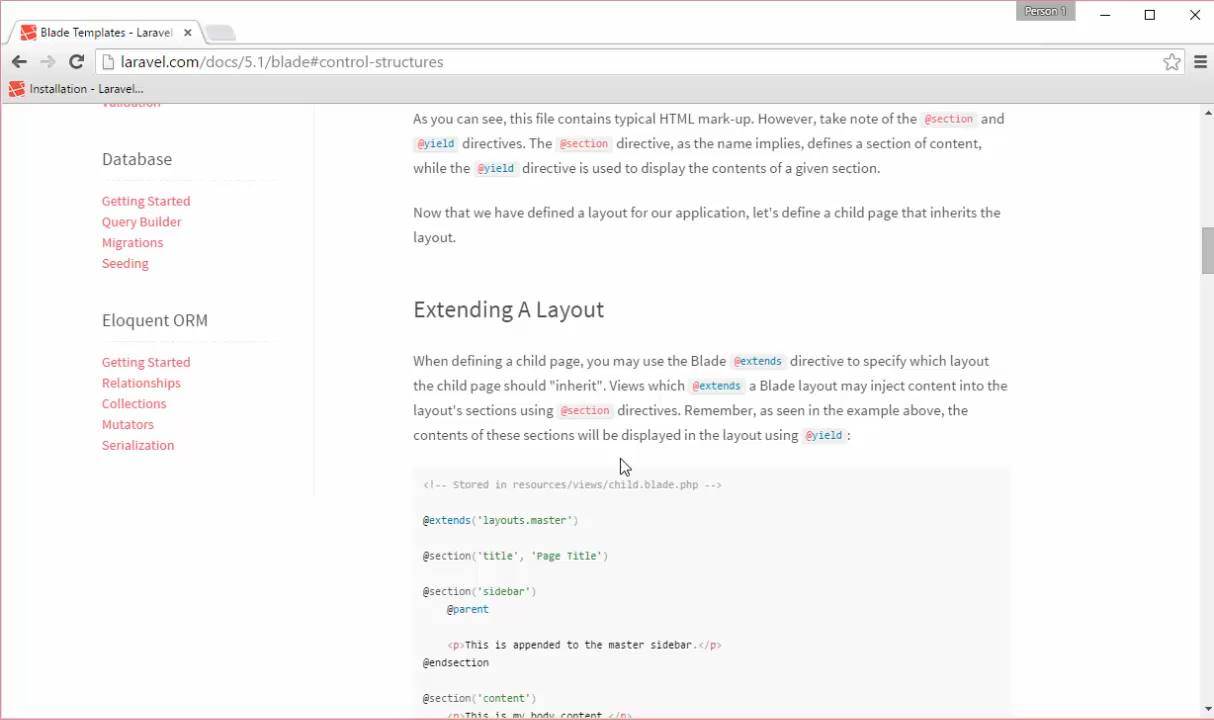 Person 1
Blade Templates - Laravel
laravel.com/docs/5.1/blade#control-structures
Installation - Laravel...
Validation
Database
Getting Started
Query Builder
Migrations
Seeding
Eloquent ORM
Getting Started
Relationships
Collections
Mutators
Serialization
As you can see, this file contains typical HTML mark-up. However, take note of the @section and
@yield directives. The @section directive, as the name implies, defines a section of content,
while the @yield directive is used to display the contents of a given section.
Now that we have defined a layout for our application, let's define a child page that inherits the
layout.
Extending A Layout
When defining a child page, you may use the Blade @extends directive to specify which layout
the child page should "inherit". Views which @extends a Blade layout may inject content into the
layout's sections using @section directives. Remember, as seen in the example above, the
contents of these sections will be displayed in the layout using @yield :
<!-- Stored in resources/views/child.blade.php -->
@extends('layouts.master')
@section('title', 'Page Title')
@section('sidebar')
@parent
<p>This is appended to the master sidebar.</p>
@endsection
@section('content')
<p>This is my body content.</p>